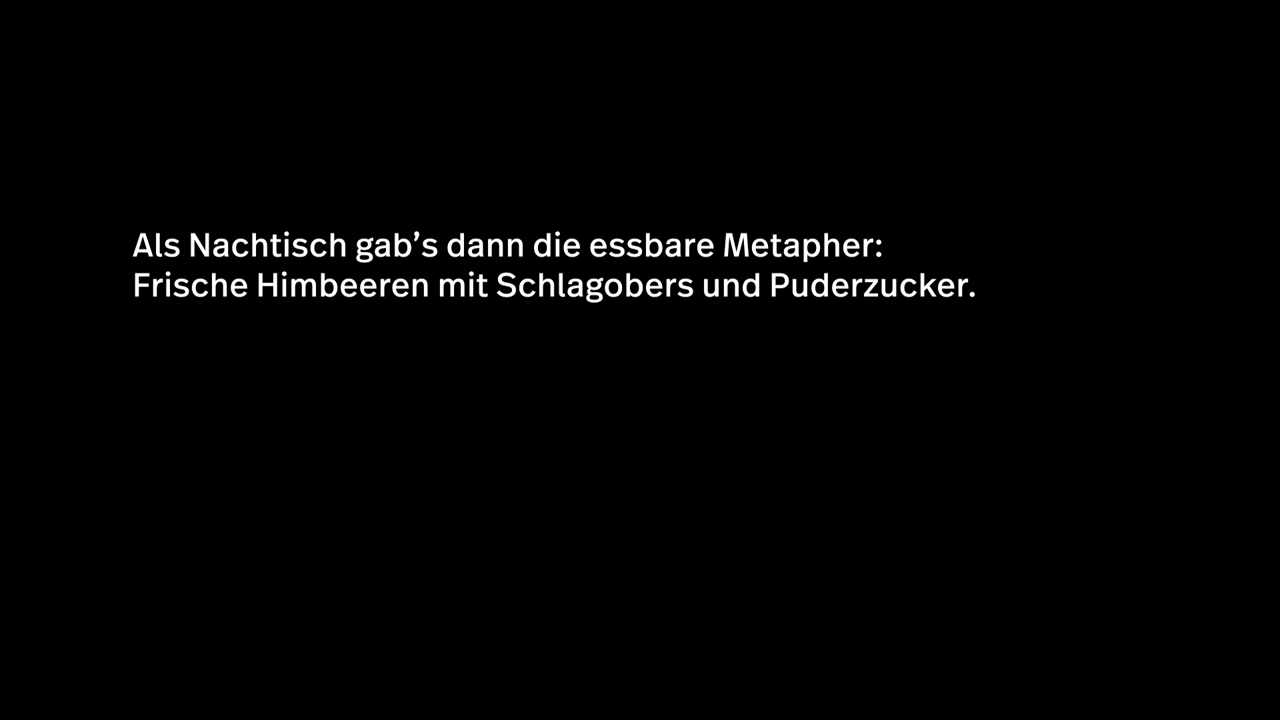 Als Nachtisch gab’s dann die essbare Metapher:
Frische Himbeeren mit Schlagobers und Puderzucker.